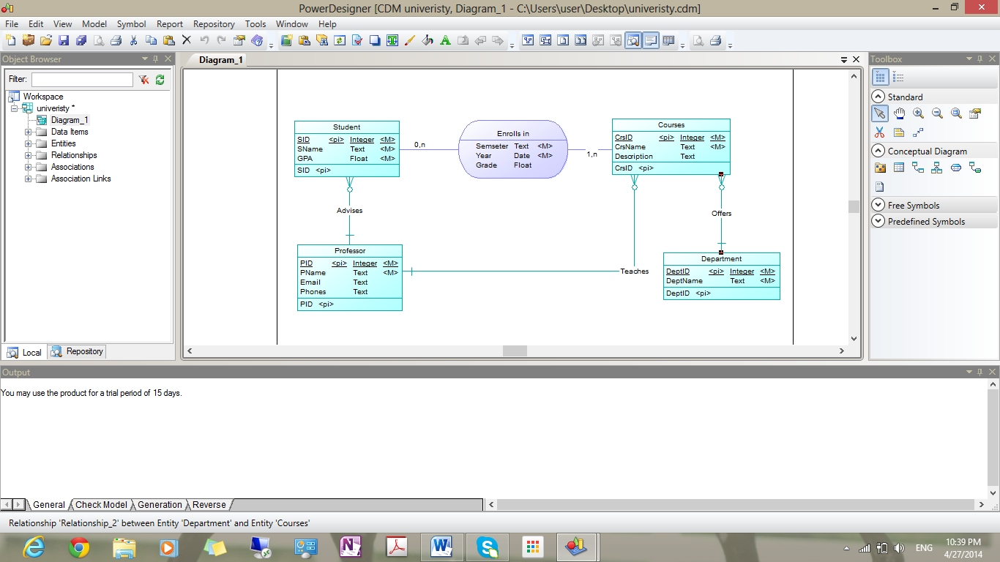 PowerDesigner [CDM univeristy, Diagram_1 - C:\Users\user\Desktop\univeristy.cdm]
File Edit View Model Symbol Report Repository Tools Window Help
Object Browser
Filter:
Workspace
univeristy *
Diagram_1
Data Items
Entities
Relationships
Associations
Association Links
Local Repository
Diagram_1
Student
SID <pi> Integer <M>
SName Text <M>
GPA Float <M>
SID <pi>
0,n
Enrolls in
Semseter Text <M>
Year Date <M>
Grade Float
1,n
Courses
CrsID <pi> Integer <M>
CrsName Text <M>
Description Text
CrsID <pi>
Advises
Offers
Professor
PID <pi> Integer <M>
PName Text <M>
Email Text
Phones Text
PID <pi>
Teaches
Department
DeptID <pi> Integer <M>
DeptName Text <M>
DeptID <pi>
Toolbox
Standard
Conceptual Diagram
Free Symbols
Predefined Symbols
Output
You may use the product for a trial period of 15 days.
General Check Model Generation Reverse
Relationship 'Relationship_2' between Entity 'Department' and Entity 'Courses'
ENG
10:39 PM
4/27/2014